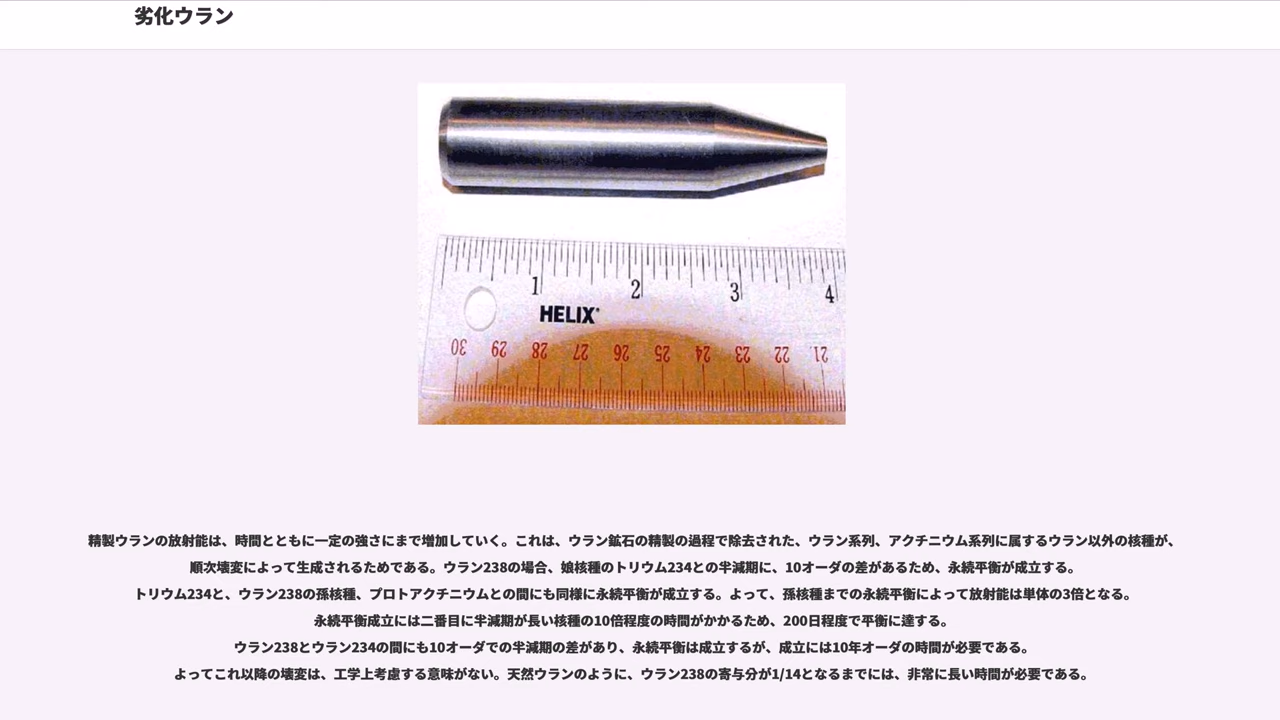 劣化ウラン
1 2 3 4
HELIX
30 29 28 27 26 25 24 23 22 21
精製ウランの放射能は、時間とともに一定の強さにまで増加していく。これは、ウラン鉱石の精製の過程で除去された、ウラン系列、アクチニウム系列に属するウラン以外の核種が、
順次壊変によって生成されるためである。ウラン238の場合、娘核種のトリウム234との半減期に、10オーダの差があるため、永続平衡が成立する。
トリウム234と、ウラン238の孫核種、プロトアクチニウムとの間にも同様に永続平衡が成立する。よって、孫核種までの永続平衡によって放射能は単体の3倍となる。
永続平衡成立には二番目に半減期が長い核種の10倍程度の時間がかかるため、200日程度で平衡に達する。
ウラン238とウラン234の間にも10オーダでの半減期の差があり、永続平衡は成立するが、成立には10年オーダの時間が必要である。
よってこれ以降の壊変は、工学上考慮する意味がない。天然ウランのように、ウラン238の寄与分が1/14となるまでには、非常に長い時間が必要である。